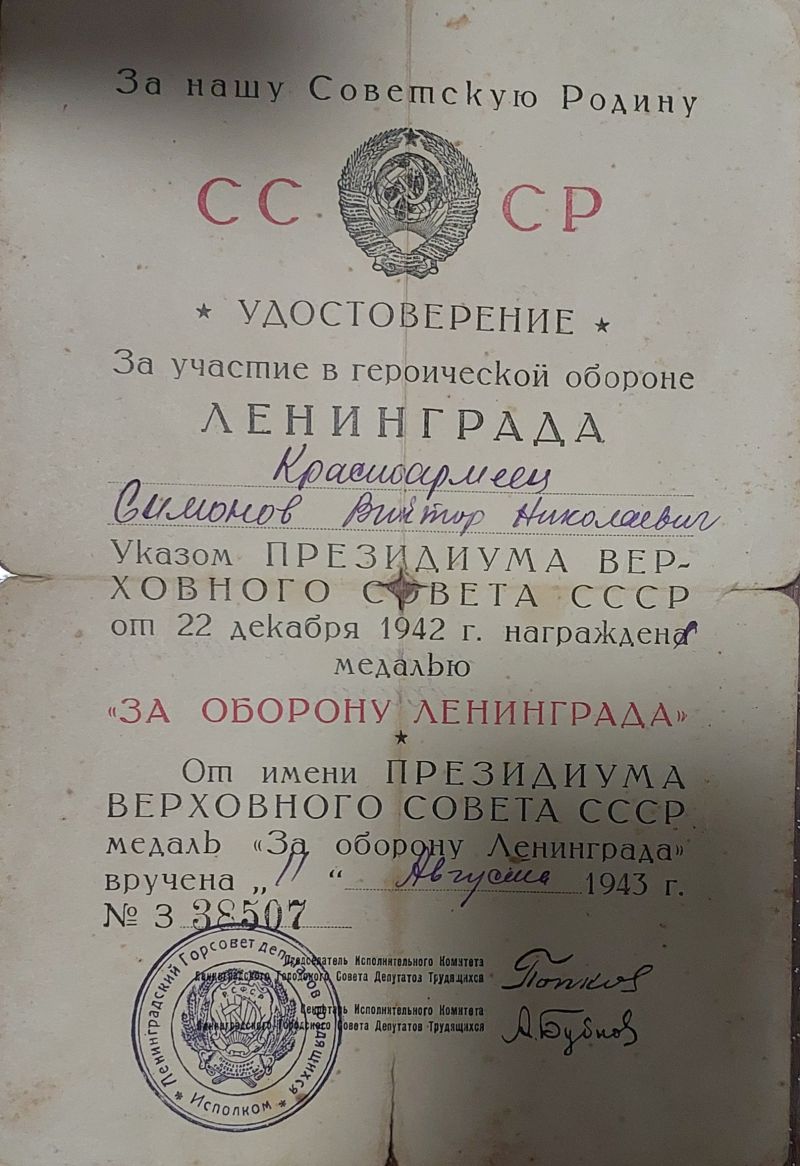 За нашу Советскую Родину
СССР
★ УДОСТОВЕРЕНИЕ ★
За участие в героической обороне
ЛЕНИНГРАДА
Красноармеец
Симонов Виктор Николаевич
Указом ПРЕЗИДИУМА ВЕР-
ХОВНОГО СОВЕТА СССР
от 22 декабря 1942 г. награжден
медалью
«ЗА ОБОРОНУ ЛЕНИНГРАДА»
★
От имени ПРЕЗИДИУМА
ВЕРХОВНОГО СОВЕТА СССР
медаль «За оборону Ленинграда»
вручена „11“ Августа 1943 г.
№ З 38507
Председатель Исполнительного Комитета
Ленинградского Городского Совета Депутатов Трудящихся
Попков
Секретарь Исполнительного Комитета
Ленинградского Городского Совета Депутатов Трудящихся
А.Бубнов
Ленинградский Горсовет депутатов трудящихся
★ Исполком ★
РСФСР